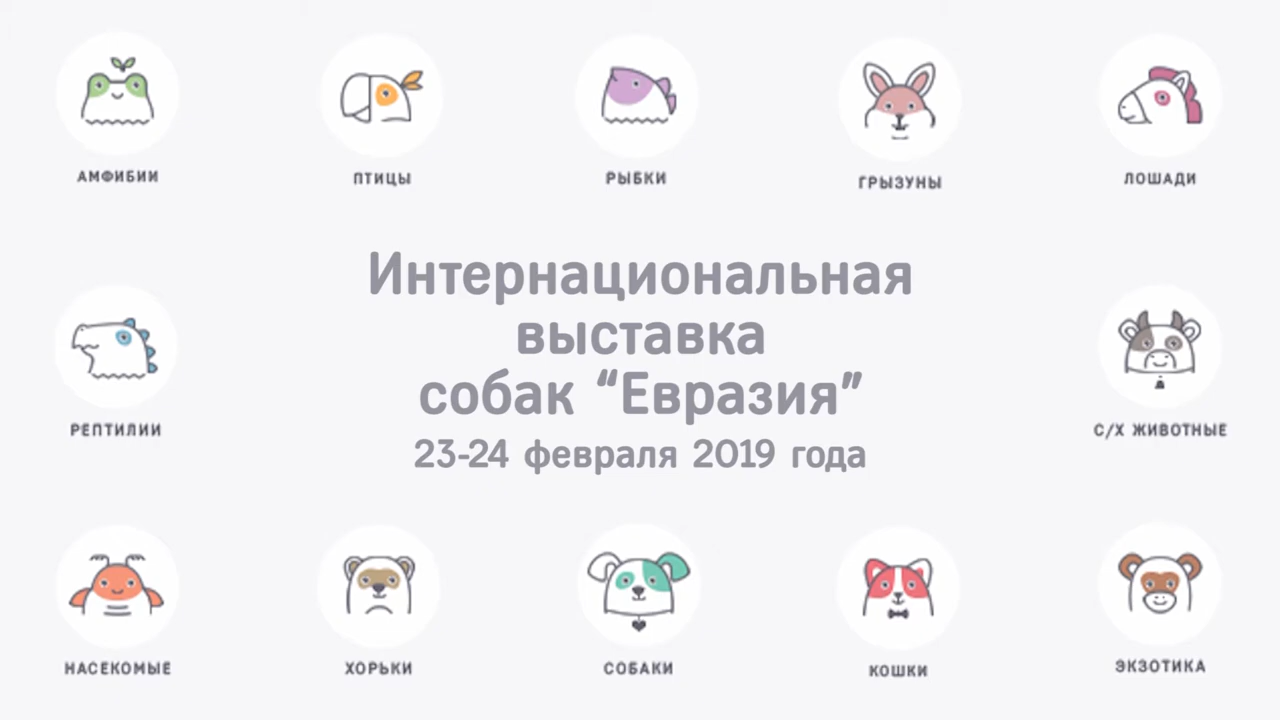 АМФИБИИ
ПТИЦЫ
РЫБКИ
ГРЫЗУНЫ
ЛОШАДИ
Интернациональная
выставка
собак “Евразия”
23-24 февраля 2019 года
РЕПТИЛИИ
С/Х ЖИВОТНЫЕ
НАСЕКОМЫЕ
ХОРЬКИ
СОБАКИ
КОШКИ
ЭКЗОТИКА